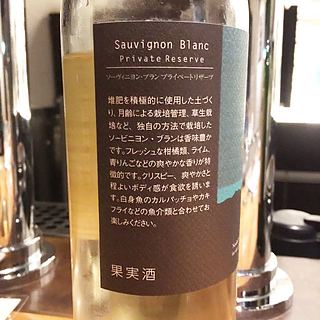 Sauvignon Blanc
Private Reserve
ソーヴィニヨン・ブラン プライベートリザーブ
堆肥を積極的に使用した土づく
り、月齢による栽培管理、草生栽
培など、独自の方法で栽培した
ソービニヨン・ブランは香味豊か
です。フレッシュな柑橘類、ライム、
青りんごなどの爽やかな香りが特
徴的です。クリスピー、爽やかさと
程よいボディ感が食欲を誘いま
す。白身魚のカルパッチョやカキ
フライなどの魚介類と合わせてお
楽しみください。
果実酒